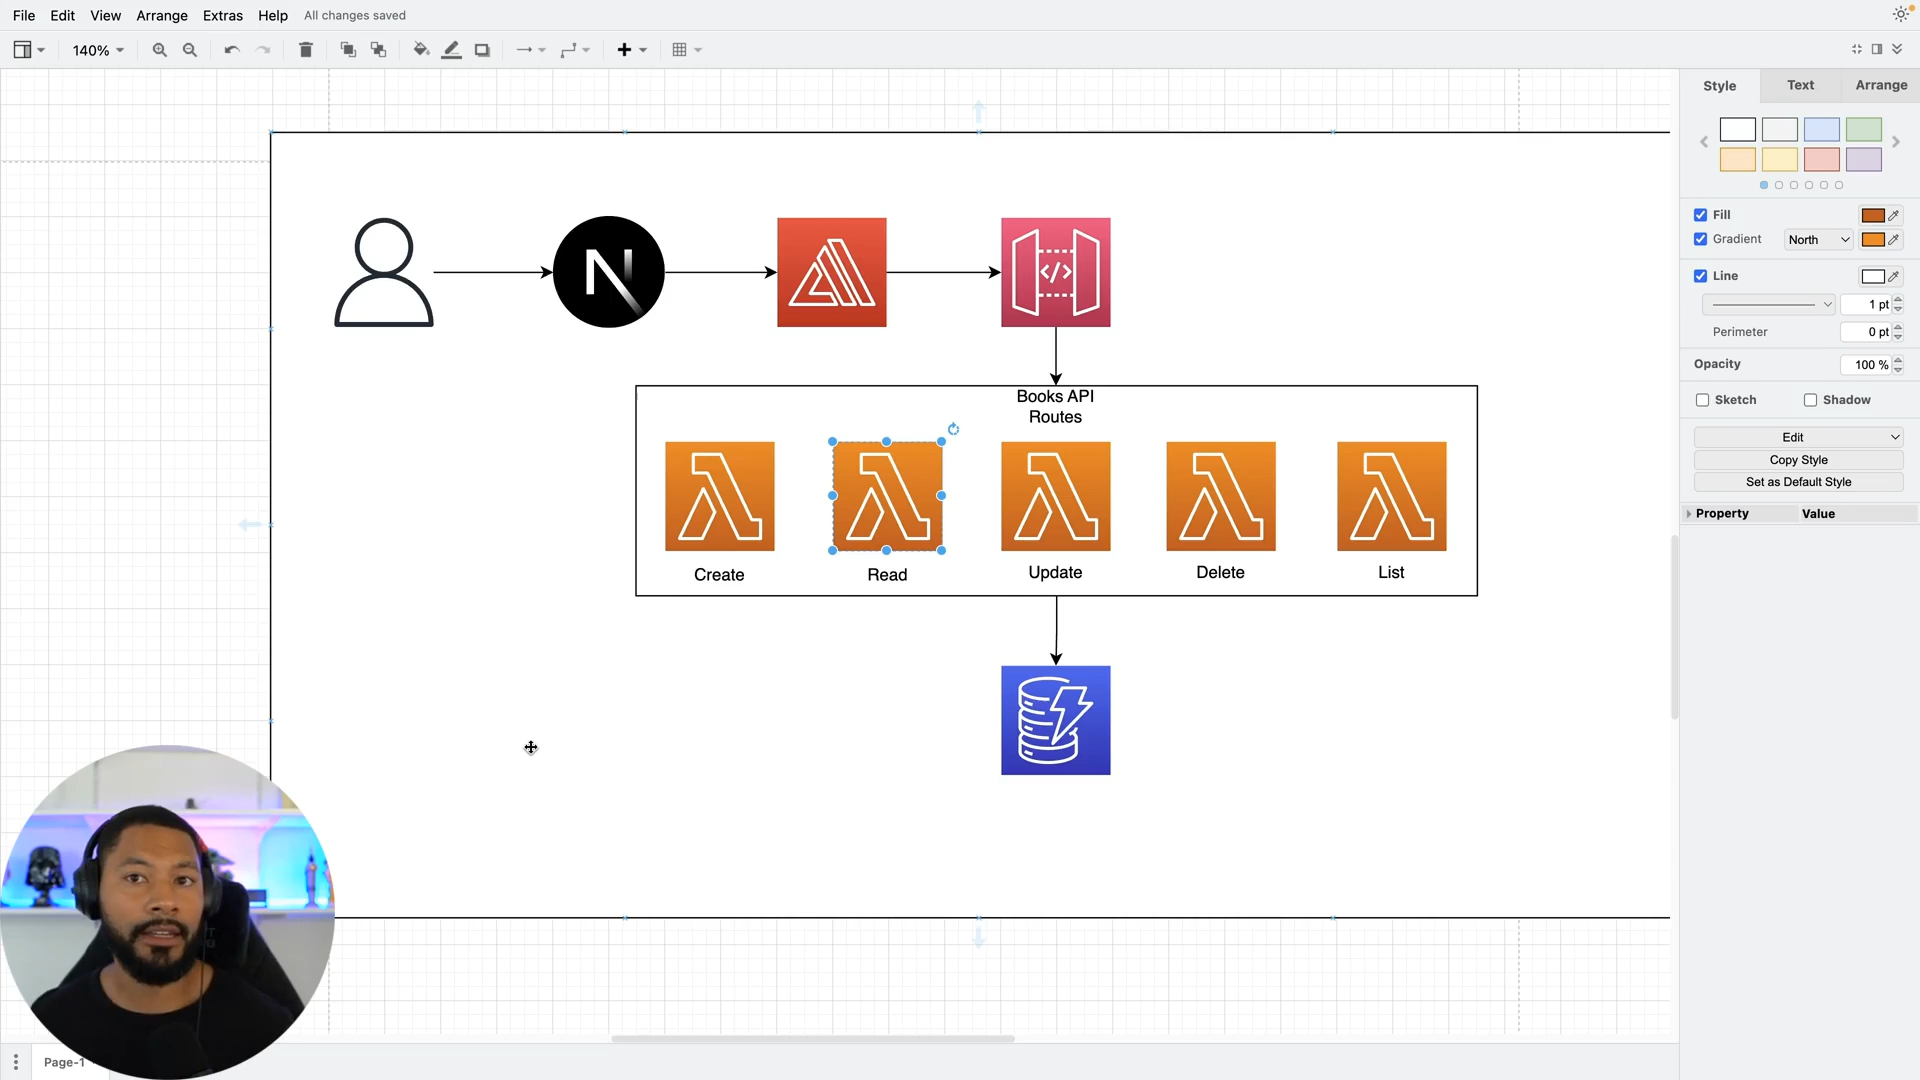 File Edit View Arrange Extras Help All changes saved
140%
Style Text Arrange
Fill
Gradient North
Line
1 pt
Perimeter 0 pt
Opacity 100 %
Sketch Shadow
Edit
Copy Style
Set as Default Style
Property Value
</>
Books API
Routes
Create Read Update Delete List
Page-1